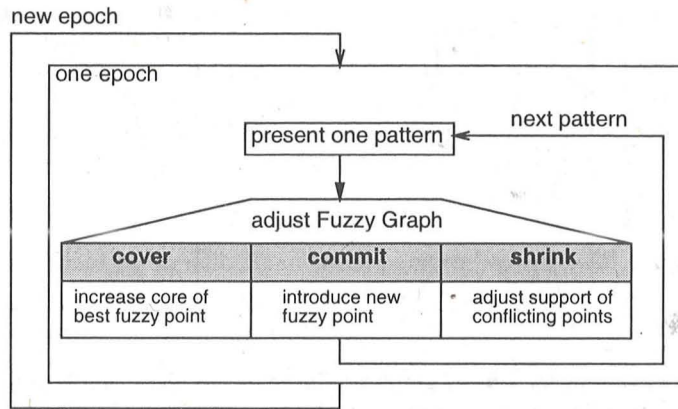 new epoch
one epoch
next pattern
present one pattern
adjust Fuzzy Graph
cover
commit
shrink
increase core of
best fuzzy point
introduce new
fuzzy point
adjust support of
conflicting points